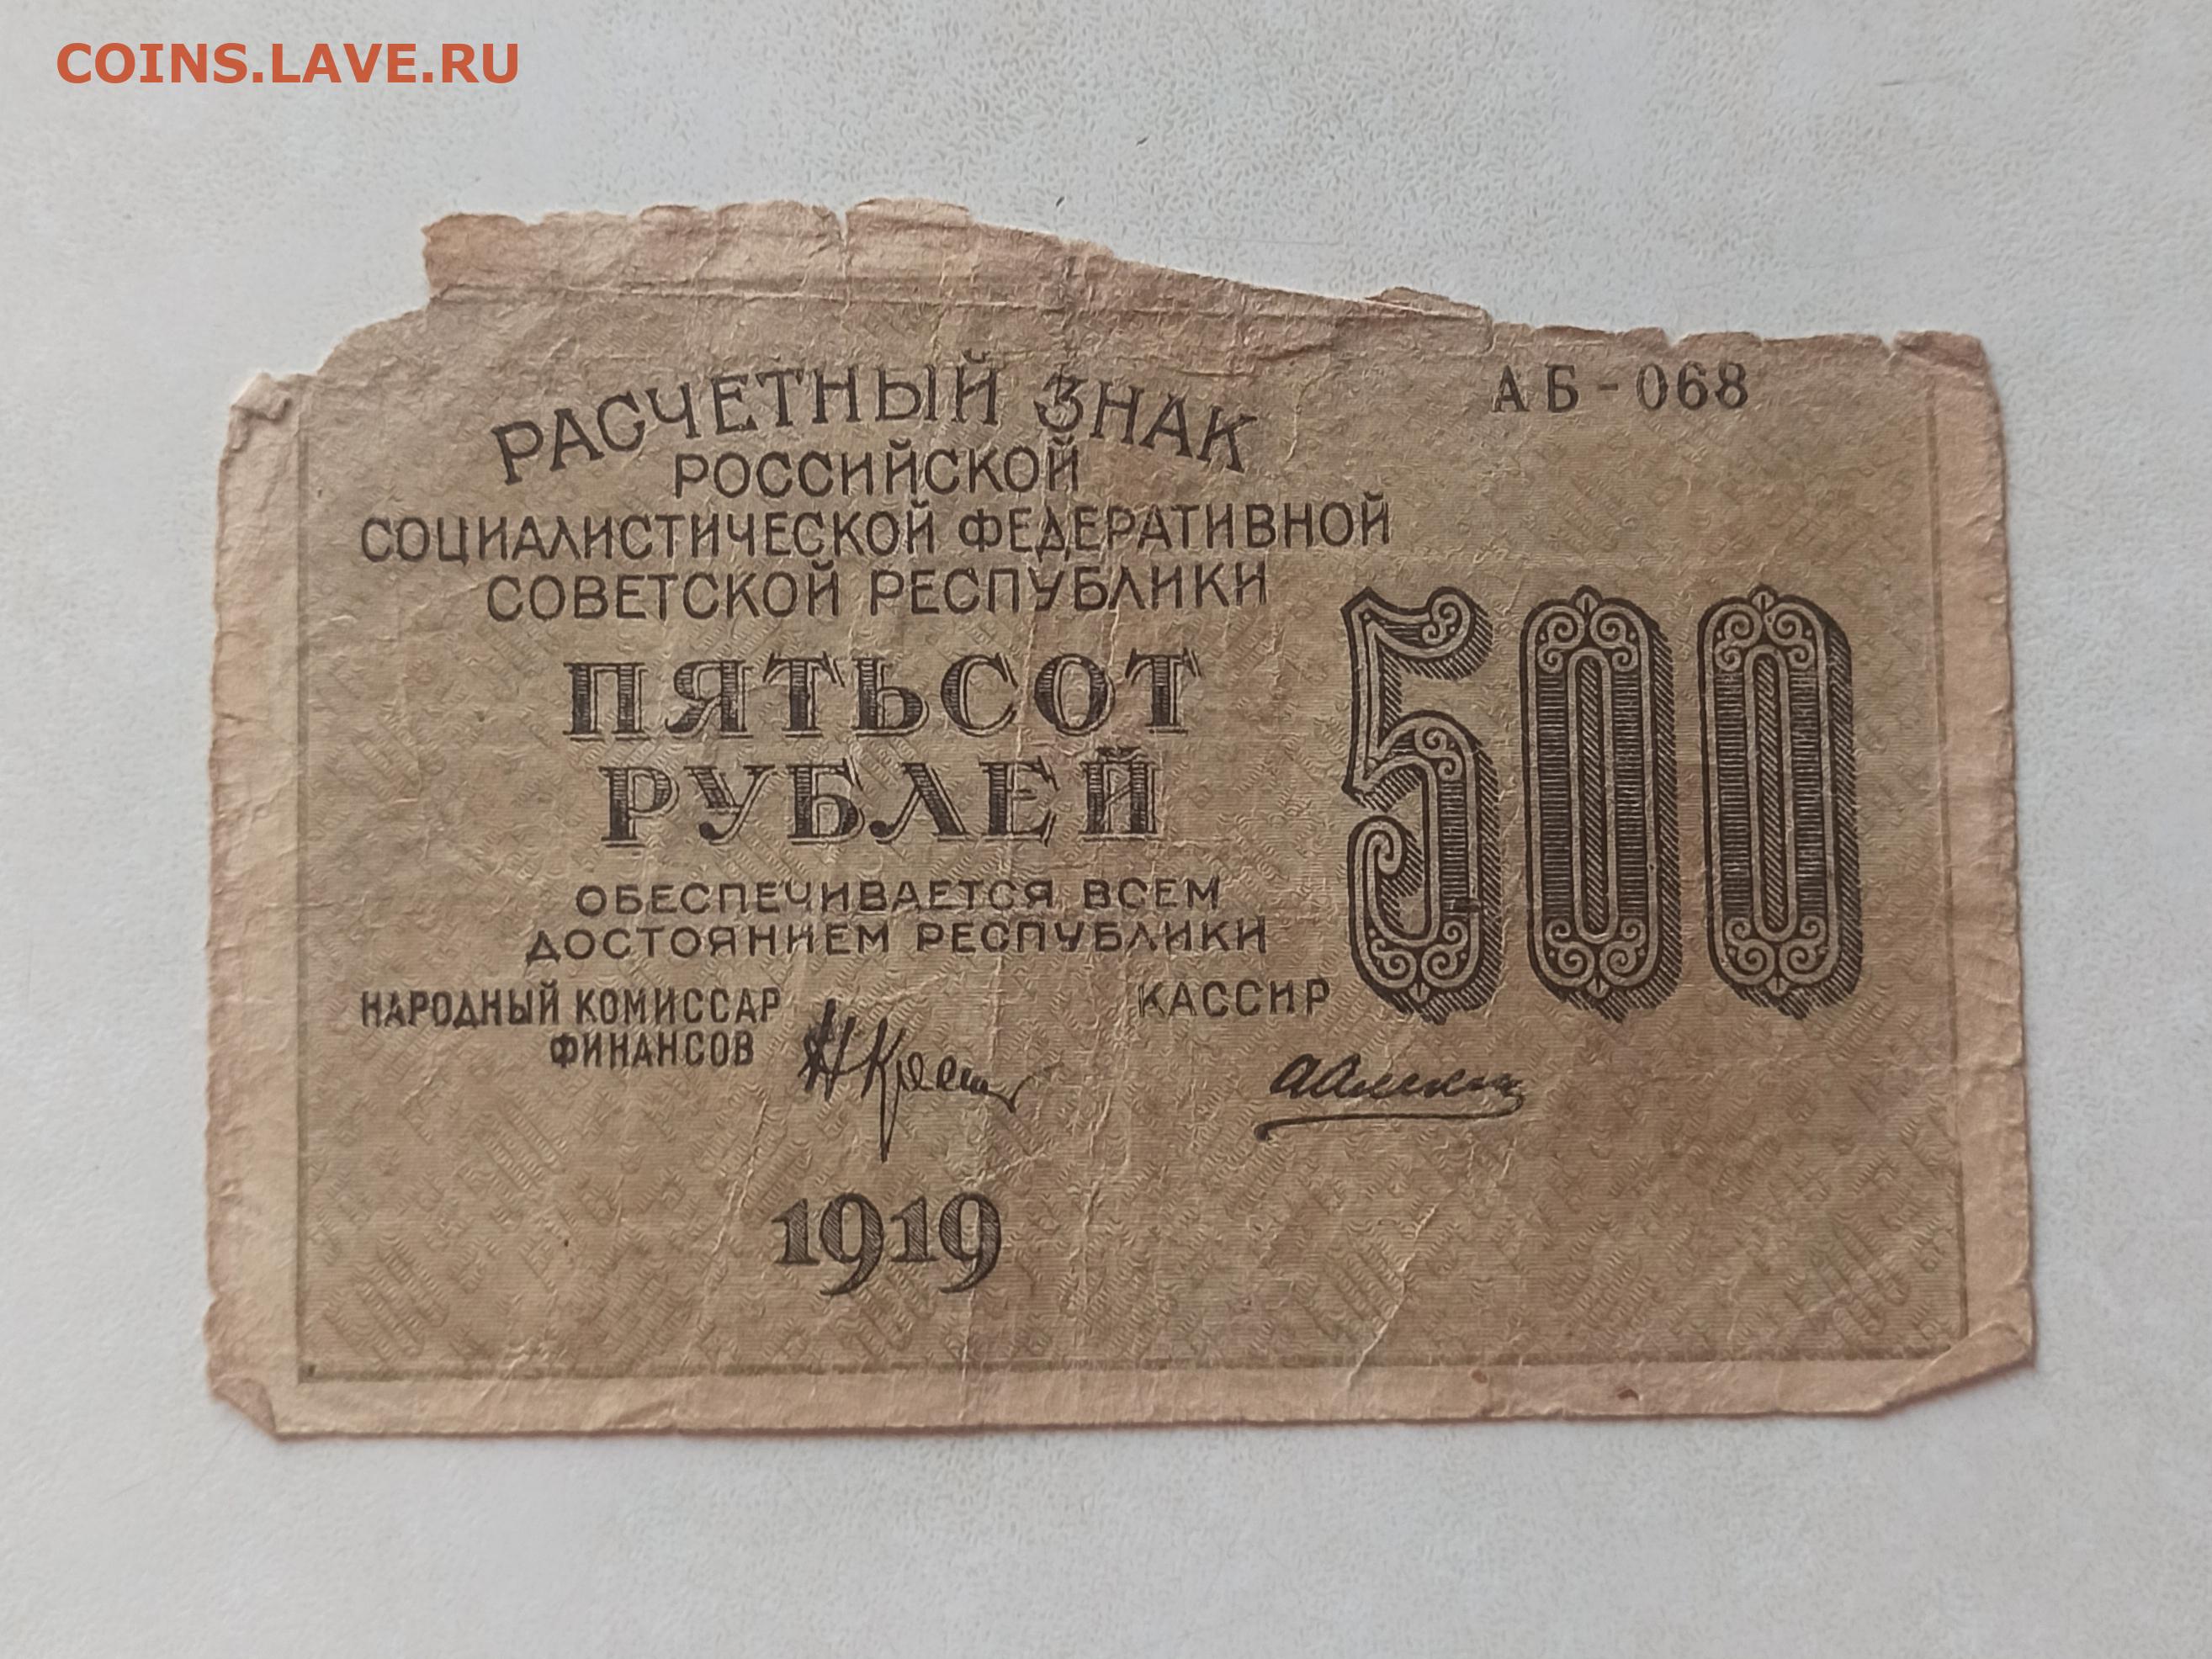 COINS.LAVE.RU
РАСЧЕТНЫЙ ЗНАК
АБ-068
РОССИЙСКОЙ
СОЦИАЛИСТИЧЕСКОЙ ФЕДЕРАТИВНОЙ
СОВЕТСКОЙ РЕСПУБЛИКИ
ПЯТЬСОТ
РУБЛЕЙ
500
ОБЕСПЕЧИВАЕТСЯ ВСЕМ
ДОСТОЯНИЕМ РЕСПУБЛИКИ
НАРОДНЫЙ КОМИССАР
ФИНАНСОВ
КАССИР
1919